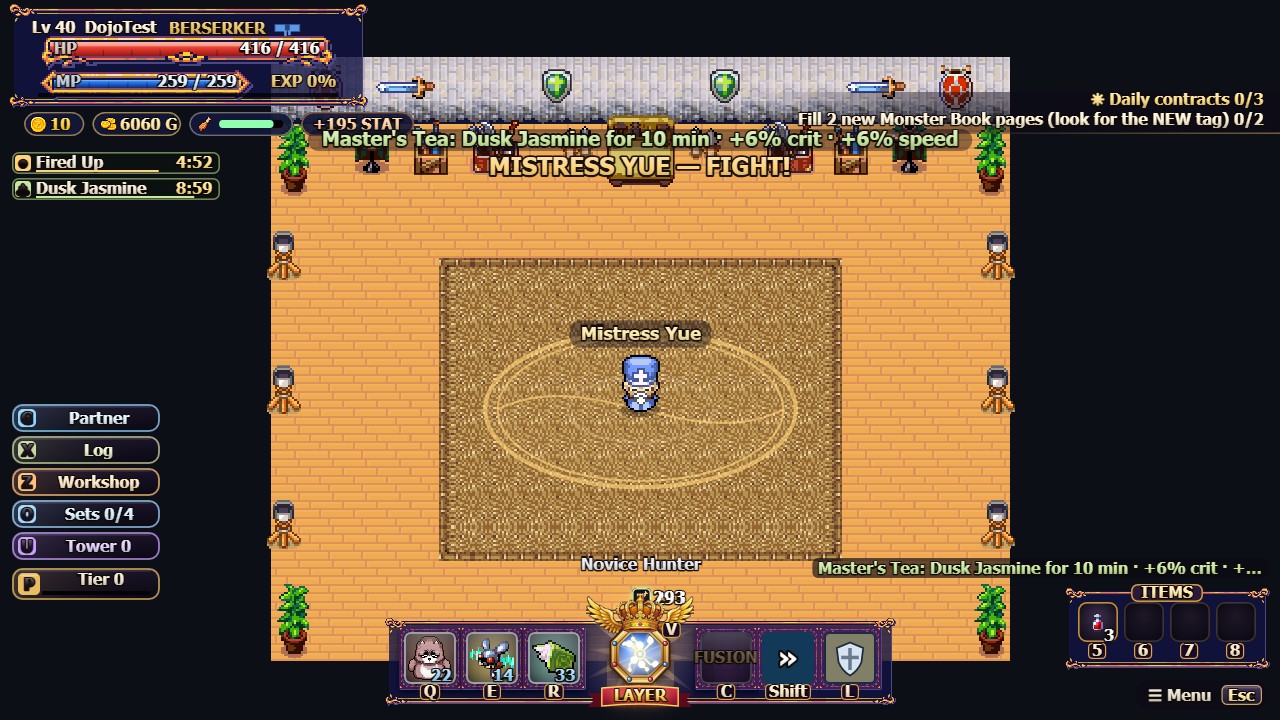 Lv 40 DojoTest BERSERKER
HP 416 / 416
MP 259 / 259 EXP 0%
10 6060 G +195 STAT
Daily contracts 0/3
Fill 2 new Monster Book pages (look for the NEW tag) 0/2
Master's Tea: Dusk Jasmine for 10 min · +6% crit · +6% speed
MISTRESS YUE — FIGHT!
Fired Up 4:52
Dusk Jasmine 8:59
Mistress Yue
Partner
X Log
Z Workshop
O Sets 0/4
U Tower 0
P Tier 0
Novice Hunter
Master's Tea: Dusk Jasmine for 10 min · +6% crit · +...
293
V
ITEMS
3
5 6 7 8
22 14 33 FUSION
Q E R LAYER C Shift L
Menu Esc